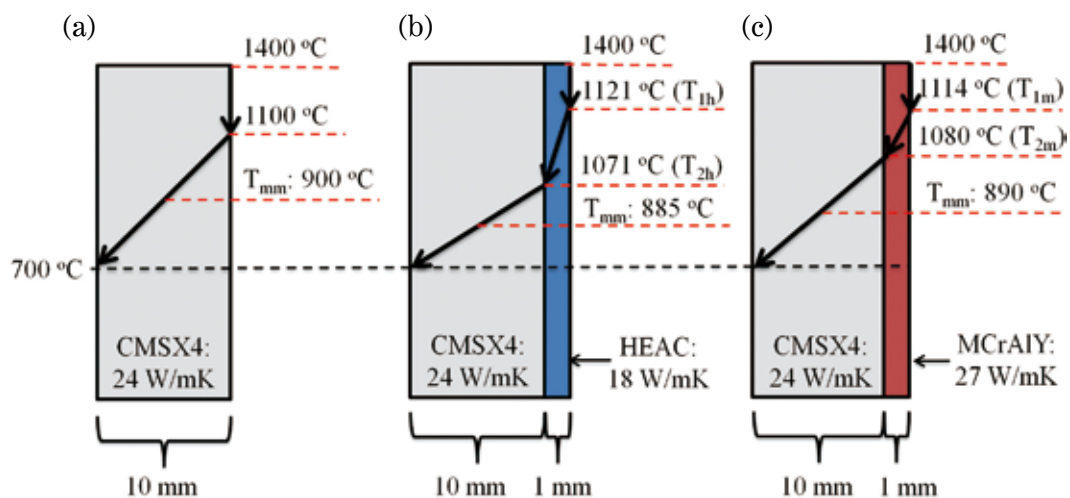 (a)
1400 °C
1100 °C
Tmm: 900 °C
700 °C
CMSX4:
24 W/mK
10 mm
(b)
1400 °C
1121 °C (T1h)
1071 °C (T2h)
Tmm: 885 °C
CMSX4:
24 W/mK
HEAC:
18 W/mK
10 mm
1 mm
(c)
1400 °C
1114 °C (T1m)
1080 °C (T2m)
Tmm: 890 °C
CMSX4:
24 W/mK
MCrAlY:
27 W/mK
10 mm
1 mm